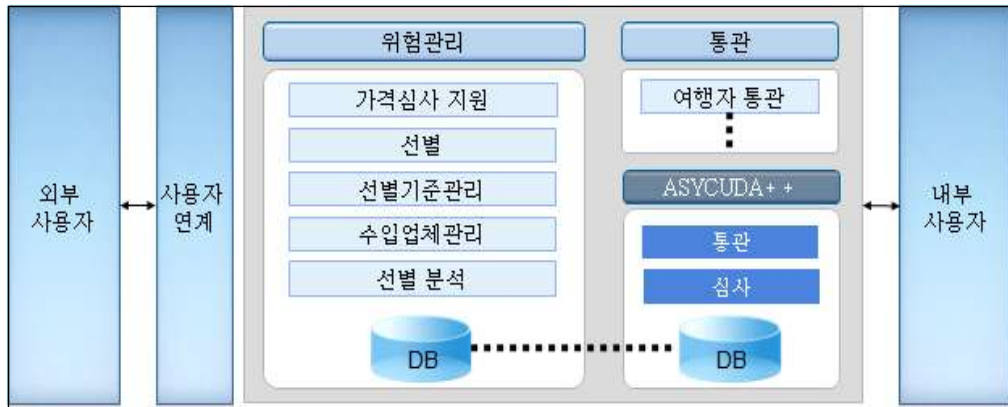 외부
사용자
사용자
연계
위험관리
가격심사 지원
선별
선별기준관리
수입업체관리
선별 분석
DB
통관
여행자 통관
ASYCUDA++
통관
심사
DB
내부
사용자